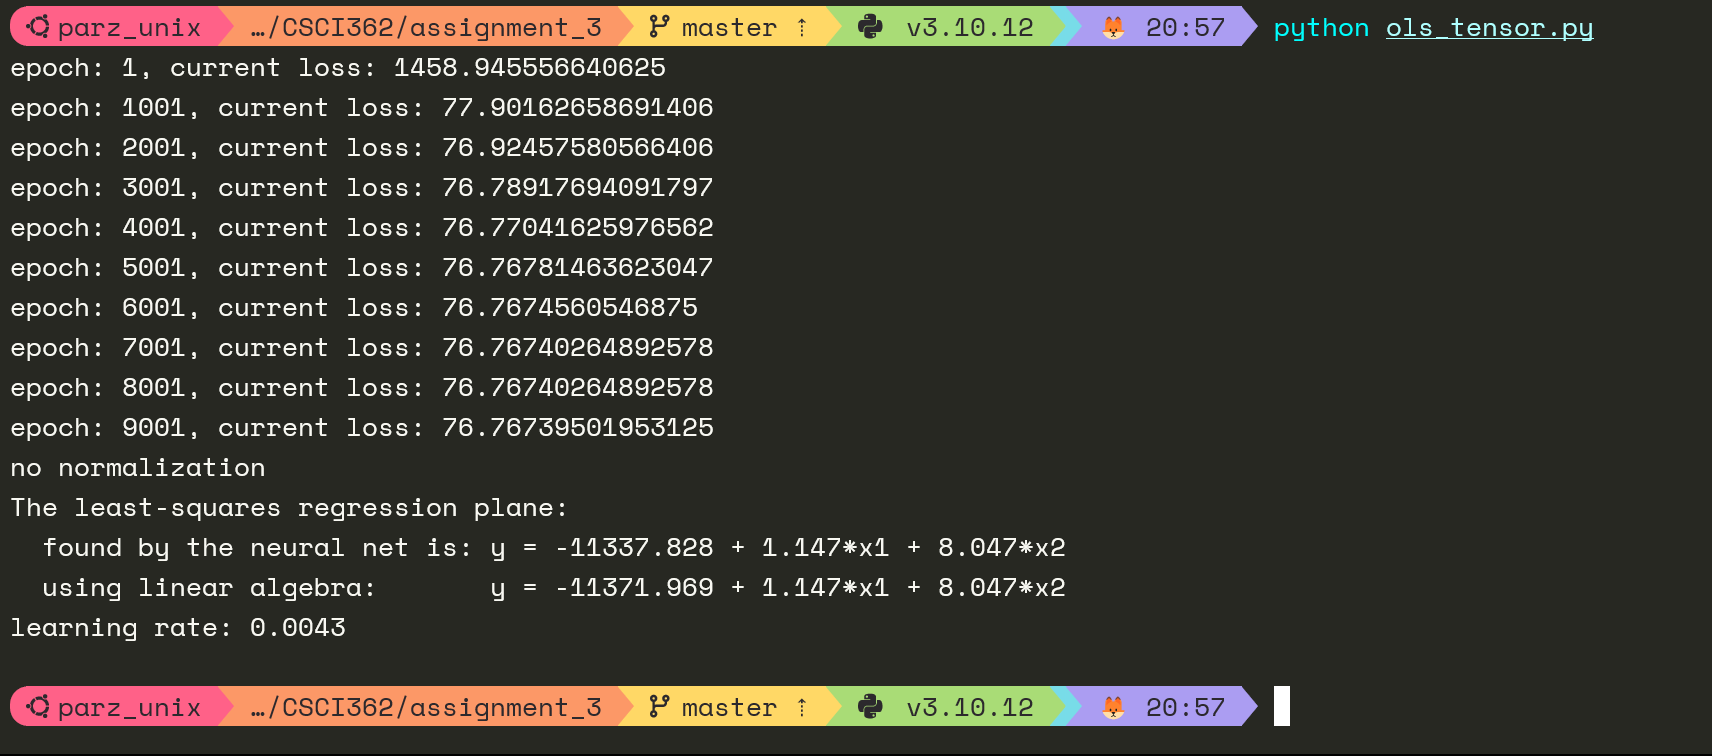 parz_unix …/CSCI362/assignment_3 master ⇡ v3.10.12 20:57 python ols_tensor.py
epoch: 1, current loss: 1458.945556640625
epoch: 1001, current loss: 77.90162658691406
epoch: 2001, current loss: 76.92457580566406
epoch: 3001, current loss: 76.78917694091797
epoch: 4001, current loss: 76.77041625976562
epoch: 5001, current loss: 76.76781463623047
epoch: 6001, current loss: 76.7674560546875
epoch: 7001, current loss: 76.76740264892578
epoch: 8001, current loss: 76.76740264892578
epoch: 9001, current loss: 76.76739501953125
no normalization
The least-squares regression plane:
  found by the neural net is: y = -11337.828 + 1.147*x1 + 8.047*x2
  using linear algebra:       y = -11371.969 + 1.147*x1 + 8.047*x2
learning rate: 0.0043
parz_unix …/CSCI362/assignment_3 master ⇡ v3.10.12 20:57